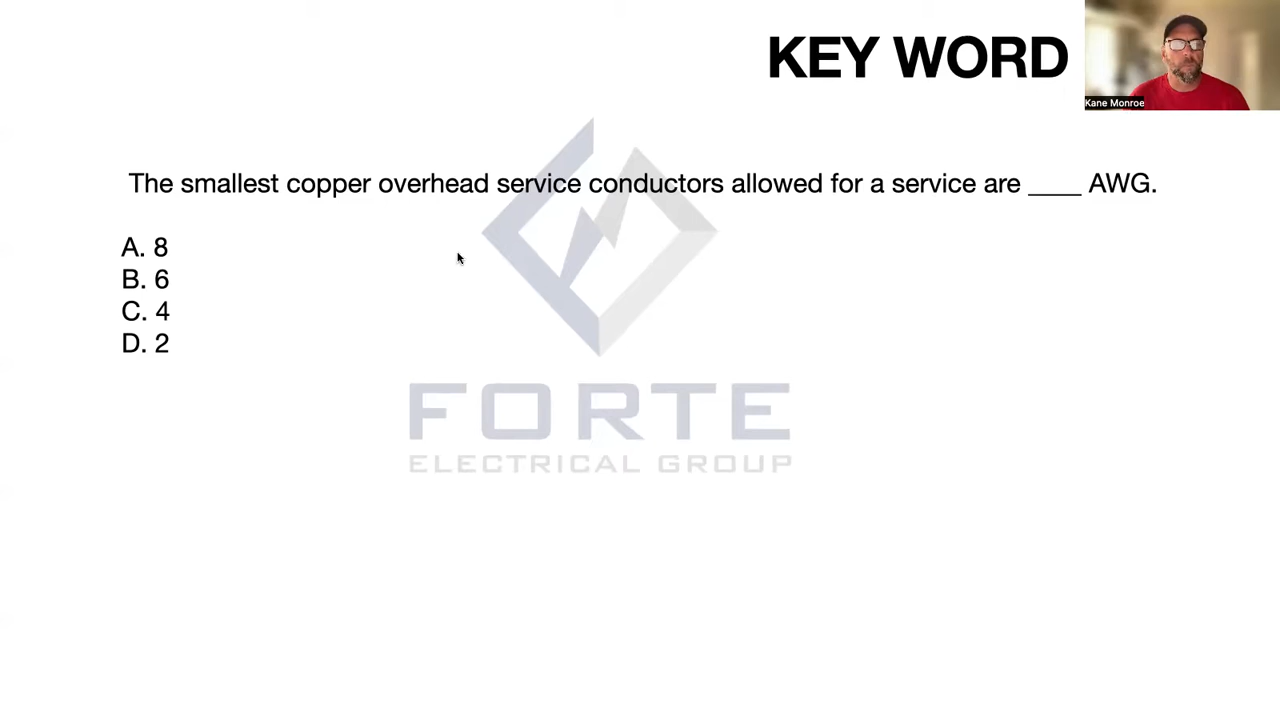 KEY WORD
Kane Monroe
The smallest copper overhead service conductors allowed for a service are ____ AWG.
A. 8
B. 6
C. 4
D. 2
FORTE
ELECTRICAL GROUP